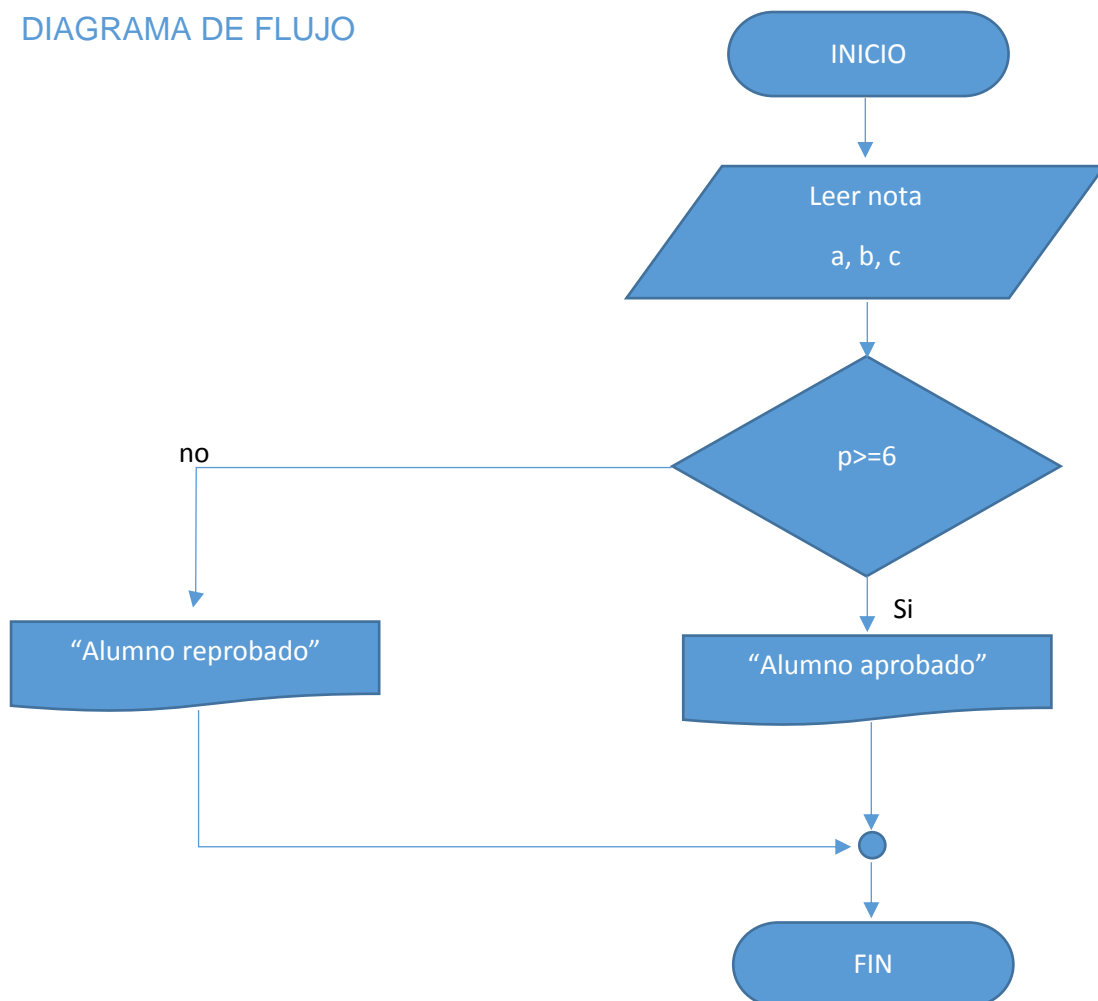 DIAGRAMA DE FLUJO
INICIO
Leer nota
a, b, c
p>=6
no
Si
“Alumno reprobado”
“Alumno aprobado”
FIN